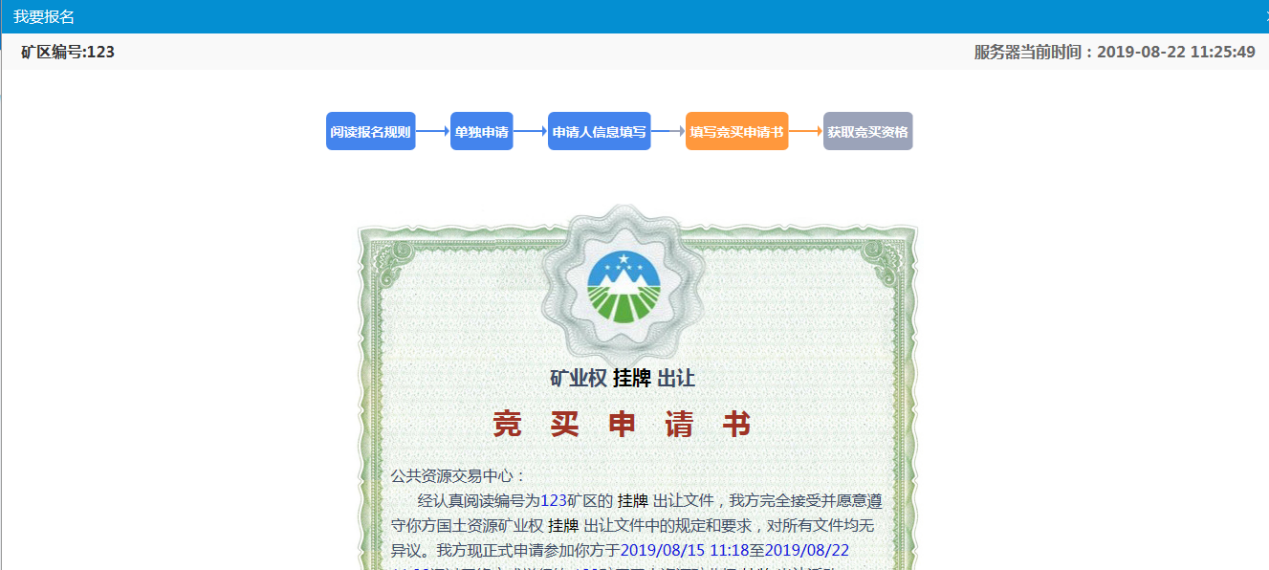 我要报名
矿区编号:123
服务器当前时间：2019-08-22 11:25:49
阅读报名规则
单独申请
申请人信息填写
填写竞买申请书
获取竞买资格
矿业权 挂牌 出让
竞 买 申 请 书
公共资源交易中心：
经认真阅读编号为123矿区的 挂牌 出让文件，我方完全接受并愿意遵
守你方国土资源矿业权 挂牌 出让文件中的规定和要求，对所有文件均无
异议。我方现正式申请参加你方于2019/08/15 11:18至2019/08/22